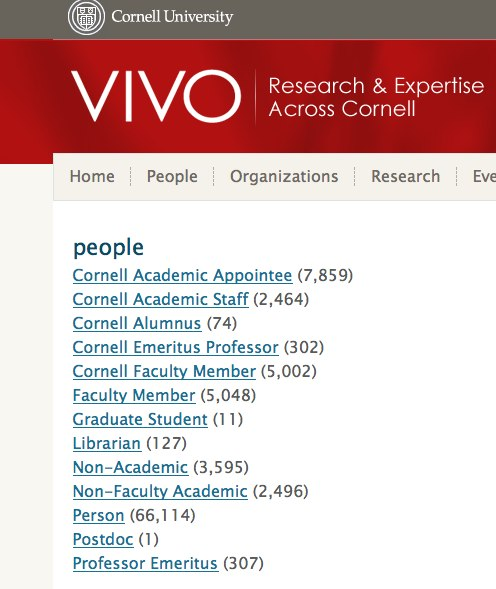 Cornell University
VIVO
Research & Expertise
Across Cornell
Home People Organizations Research Eve
people
Cornell Academic Appointee (7,859)
Cornell Academic Staff (2,464)
Cornell Alumnus (74)
Cornell Emeritus Professor (302)
Cornell Faculty Member (5,002)
Faculty Member (5,048)
Graduate Student (11)
Librarian (127)
Non-Academic (3,595)
Non-Faculty Academic (2,496)
Person (66,114)
Postdoc (1)
Professor Emeritus (307)